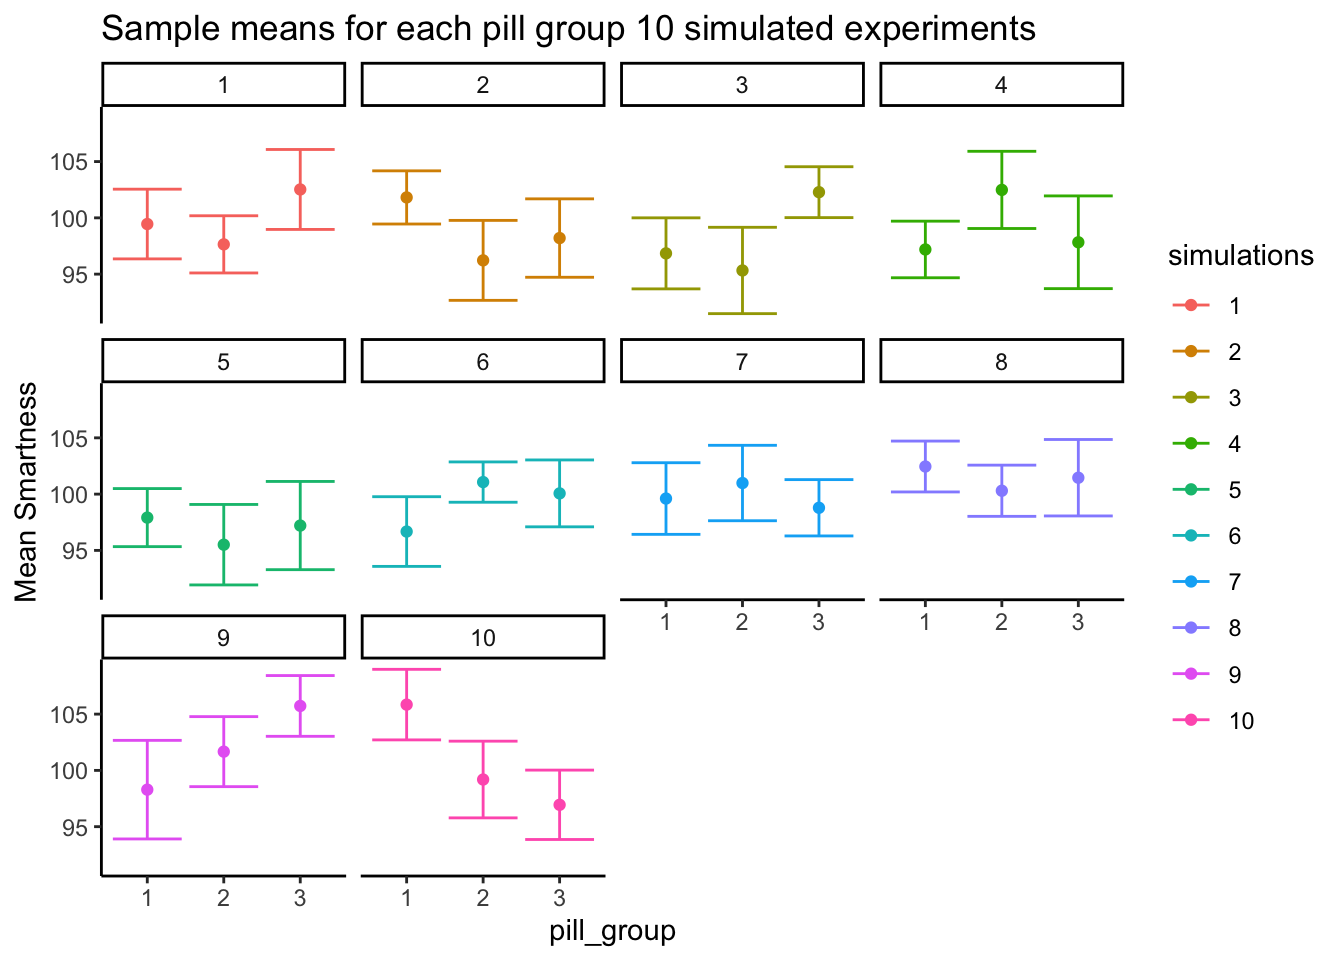 Sample means for each pill group 10 simulated experiments
1 2 3 4
105
100
95
5 6 7 8
105
100
95
1 2 3 1 2 3
9 10
105
100
95
1 2 3 1 2 3
pill_group
Mean Smartness
simulations
1
2
3
4
5
6
7
8
9
10